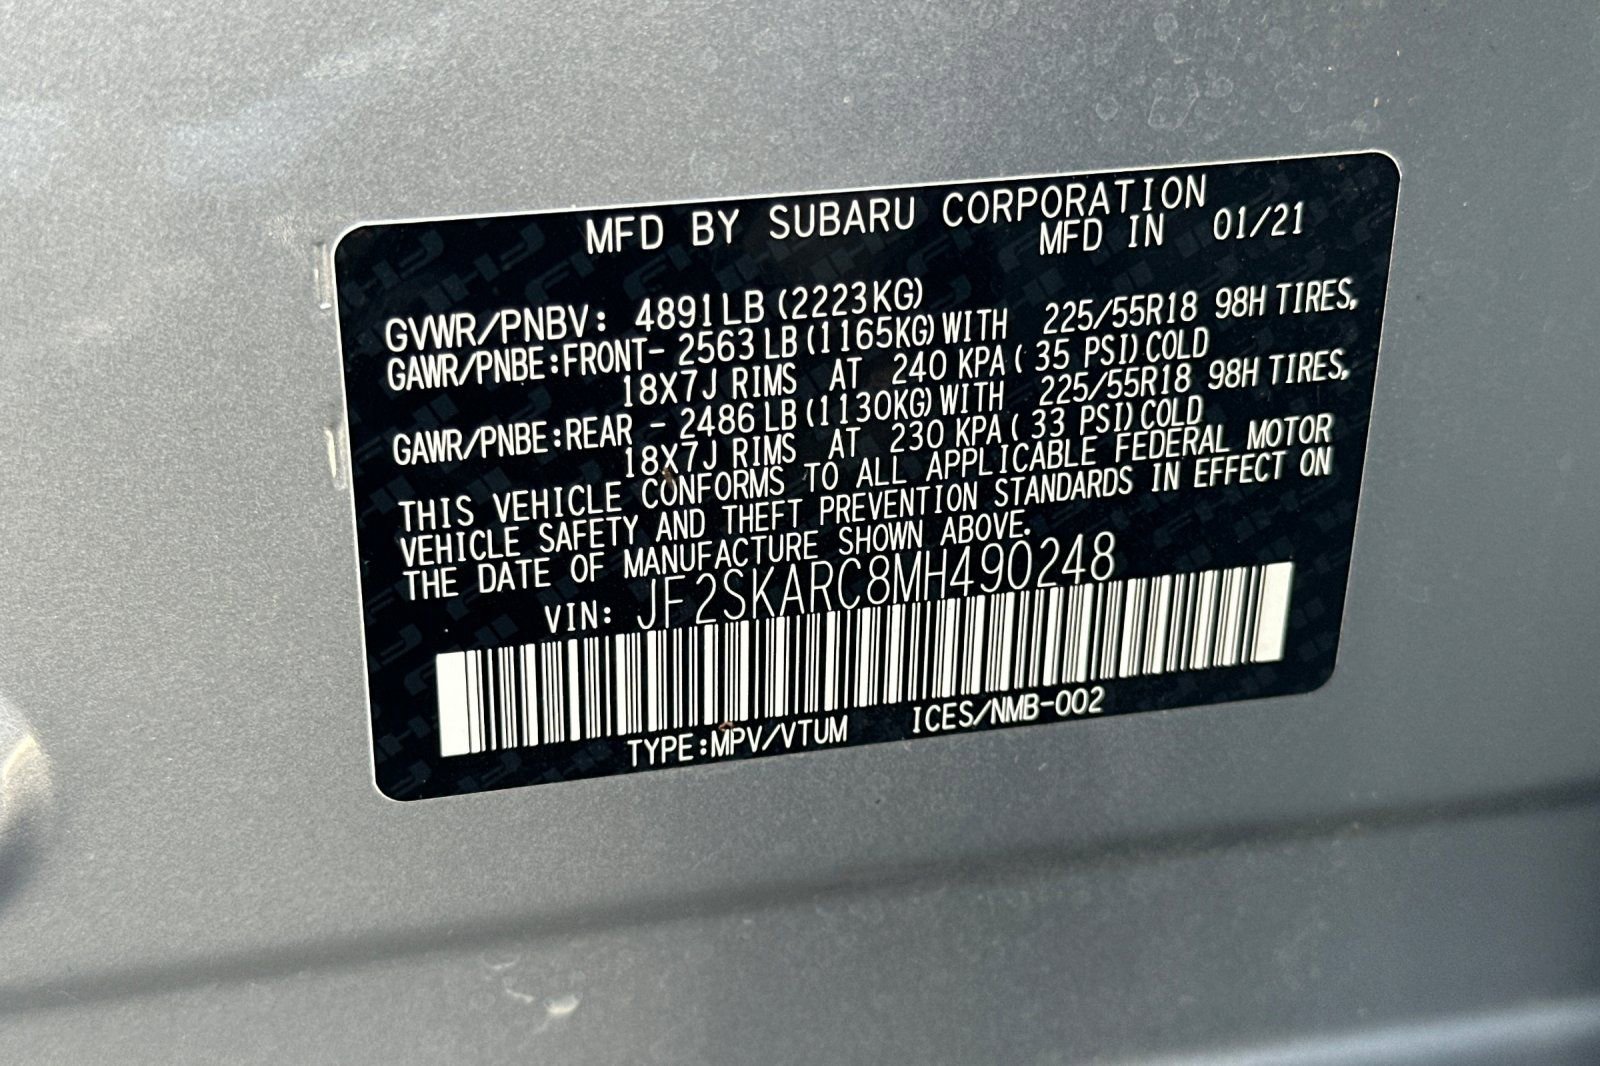 MFD BY SUBARU CORPORATION
MFD IN 01/21
GVWR/PNBV: 4891LB (2223KG)
GAWR/PNBE:FRONT- 2563 LB (1165KG) WITH 225/55R18 98H TIRES,
18X7J RIMS AT 240 KPA ( 35 PSI) COLD
GAWR/PNBE:REAR - 2486 LB (1130KG) WITH 225/55R18 98H TIRES,
18X7J RIMS AT 230 KPA ( 33 PSI) COLD
THIS VEHICLE CONFORMS TO ALL APPLICABLE FEDERAL MOTOR
VEHICLE SAFETY AND THEFT PREVENTION STANDARDS IN EFFECT ON
THE DATE OF MANUFACTURE SHOWN ABOVE.
VIN: JF2SKARC8MH490248
TYPE:MPV/VTUM ICES/NMB-002